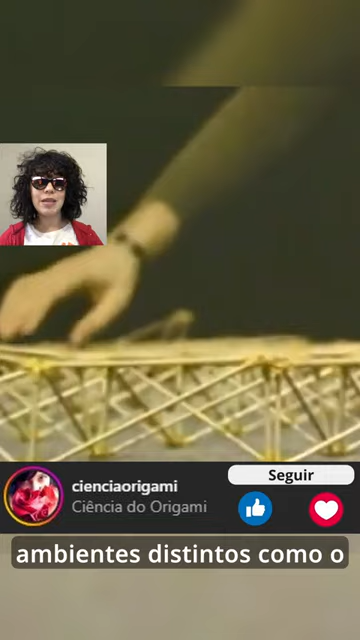 Seguir
cienciaorigami
Ciência do Origami
ambientes distintos como o